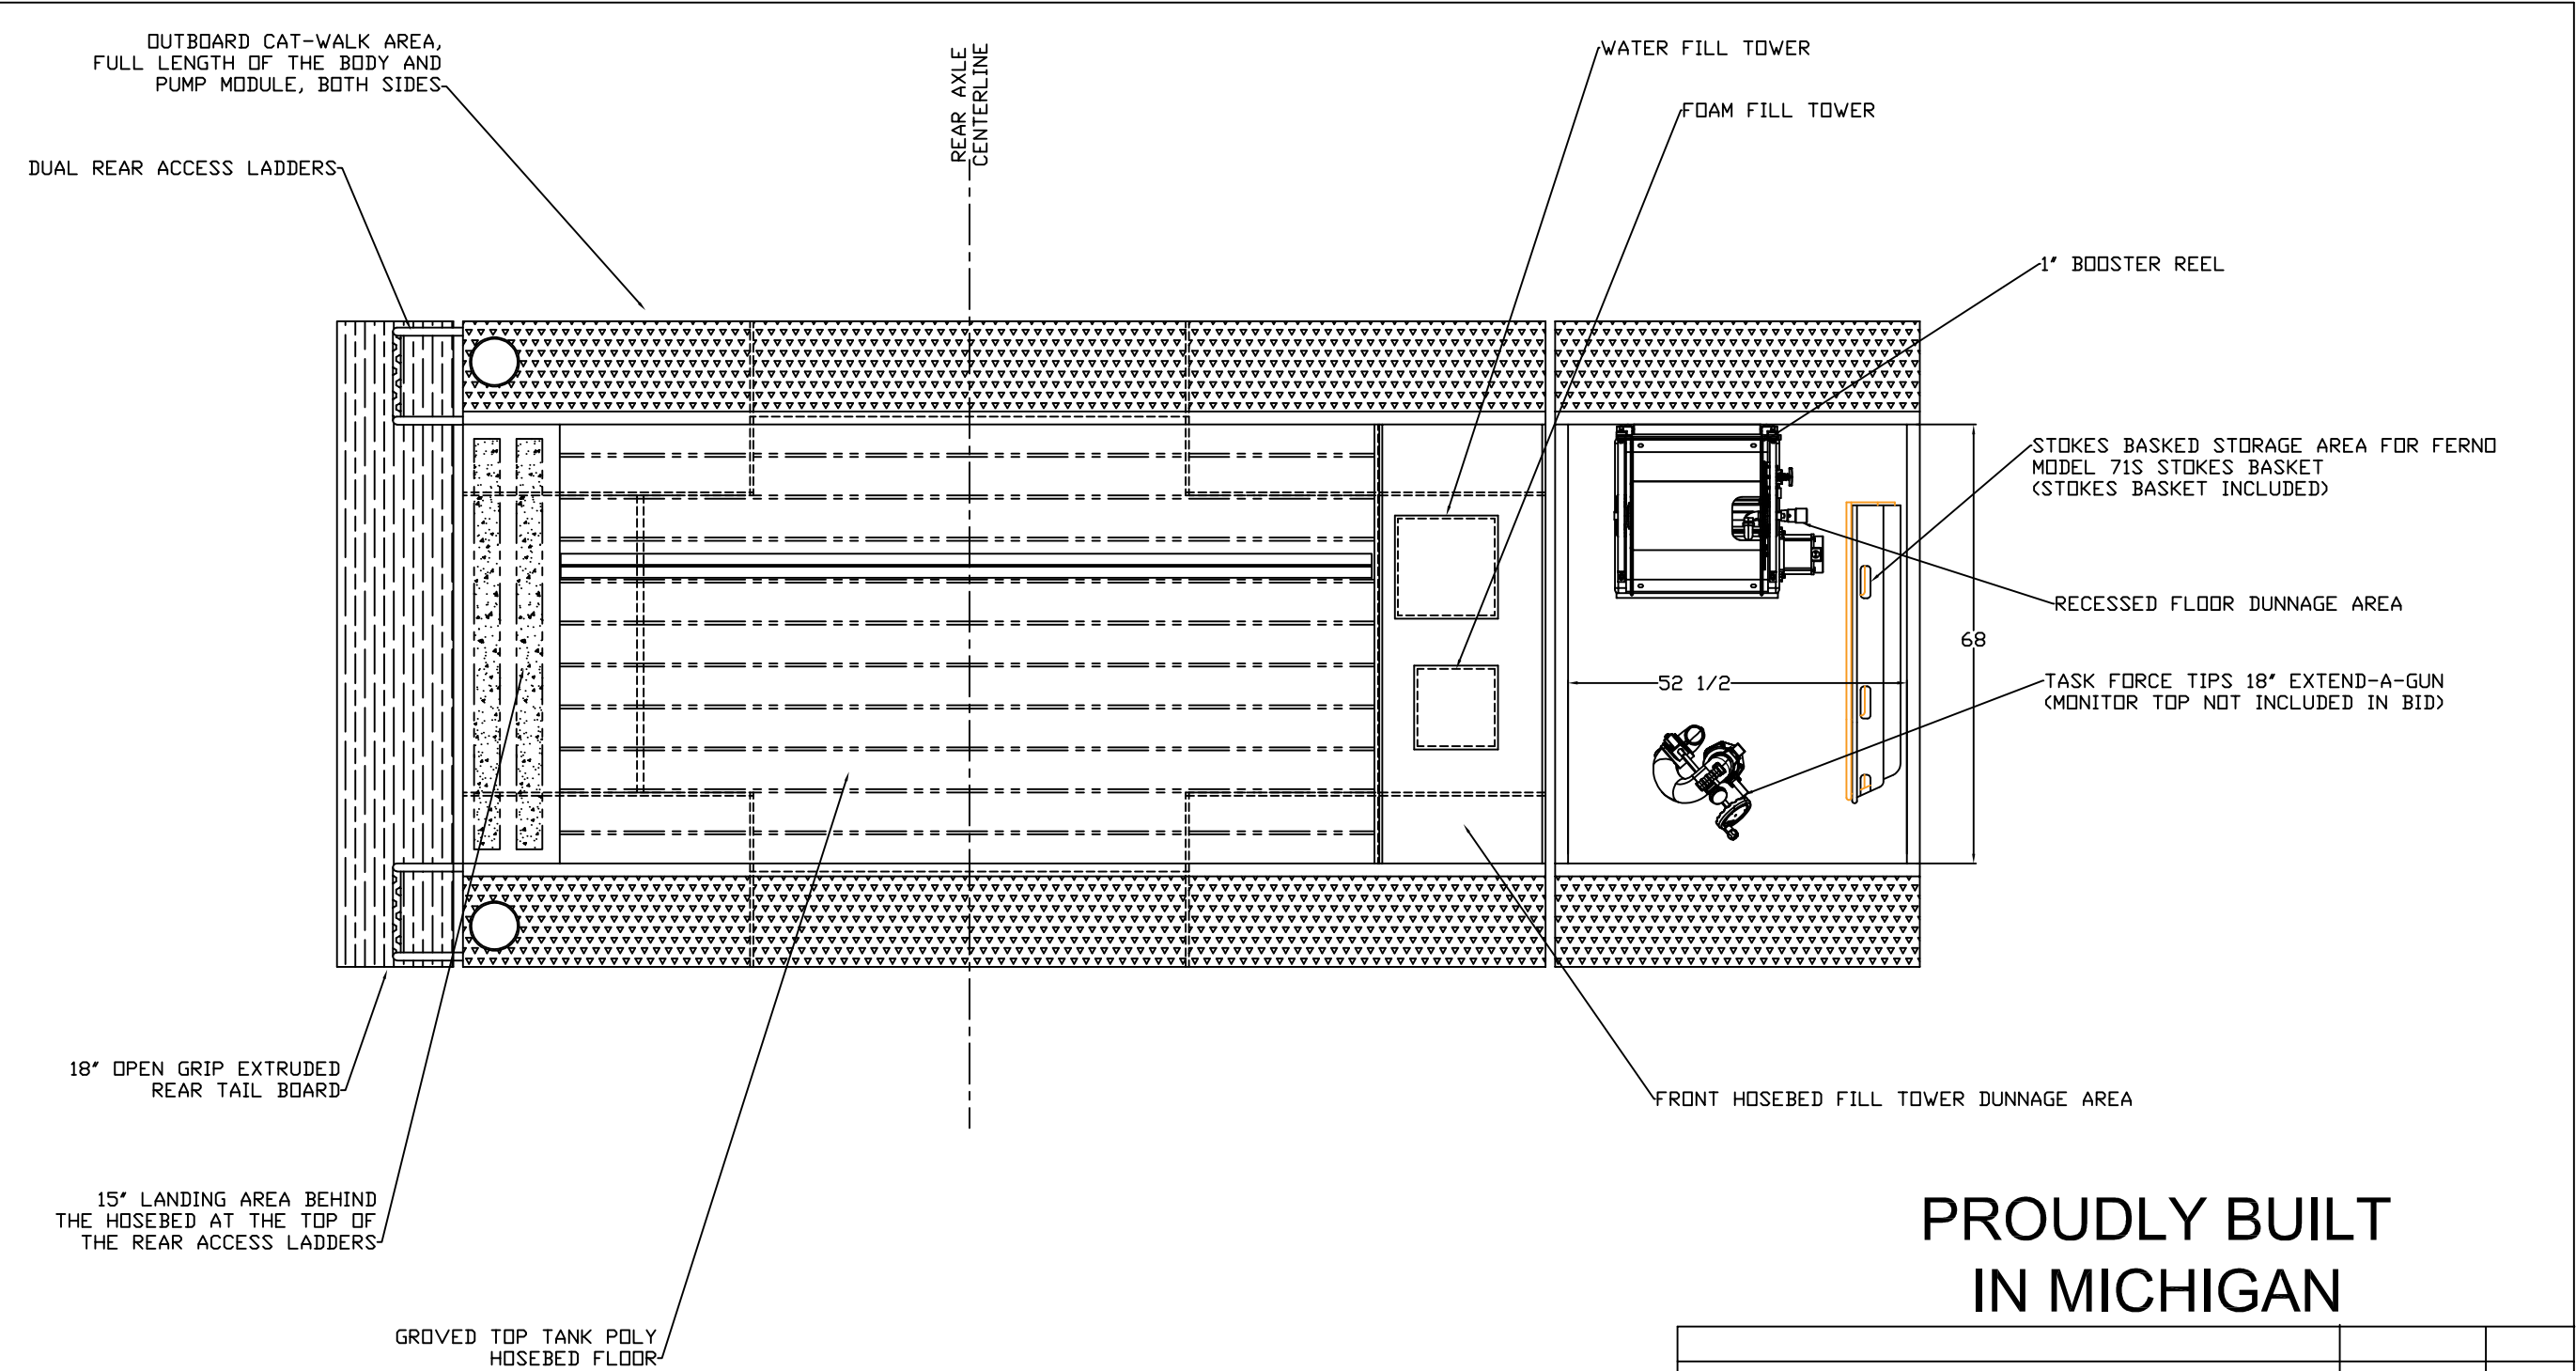 OUTBOARD CAT-WALK AREA,
FULL LENGTH OF THE BODY AND
PUMP MODULE, BOTH SIDES
DUAL REAR ACCESS LADDERS
REAR AXLE
CENTERLINE
WATER FILL TOWER
FOAM FILL TOWER
1" BOOSTER REEL
STOKES BASKED STORAGE AREA FOR FERNO
MODEL 71S STOKES BASKET
(STOKES BASKET INCLUDED)
RECESSED FLOOR DUNNAGE AREA
68
52 1/2
TASK FORCE TIPS 18" EXTEND-A-GUN
(MONITOR TOP NOT INCLUDED IN BID)
18" OPEN GRIP EXTRUDED
REAR TAIL BOARD
FRONT HOSEBED FILL TOWER DUNNAGE AREA
15" LANDING AREA BEHIND
THE HOSEBED AT THE TOP OF
THE REAR ACCESS LADDERS
GROVED TOP TANK POLY
HOSEBED FLOOR
PROUDLY BUILT
IN MICHIGAN